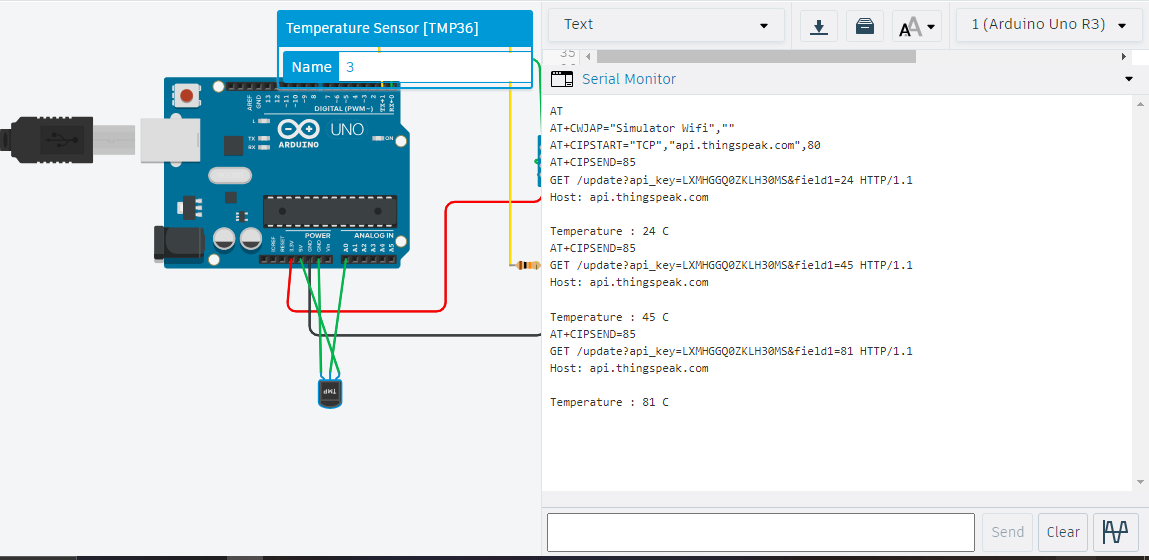 Temperature Sensor [TMP36]
Name 3
Text
1 (Arduino Uno R3)
35
Serial Monitor
AT
AT
AT+CWJAP="Simulator Wifi",""
AT+CIPSTART="TCP","api.thingspeak.com",80
AT+CIPSEND=85
GET /update?api_key=LXMHGGQ0ZKLH30MS&field1=24 HTTP/1.1
Host: api.thingspeak.com
Temperature : 24 C
AT+CIPSEND=85
GET /update?api_key=LXMHGGQ0ZKLH30MS&field1=45 HTTP/1.1
Host: api.thingspeak.com
Temperature : 45 C
AT+CIPSEND=85
GET /update?api_key=LXMHGGQ0ZKLH30MS&field1=81 HTTP/1.1
Host: api.thingspeak.com
Temperature : 81 C
Send
Clear
AREF
GND
13
12
~11
~10
~9
8
7
~6
~5
4
~3
2
TX→1
RX←0
DIGITAL (PWM~)
L
TX
RX
UNO
ARDUINO
ON
POWER
ANALOG IN
IOREF
RESET
3.3V
5V
GND
GND
Vin
A0
A1
A2
A3
A4
A5
TMP